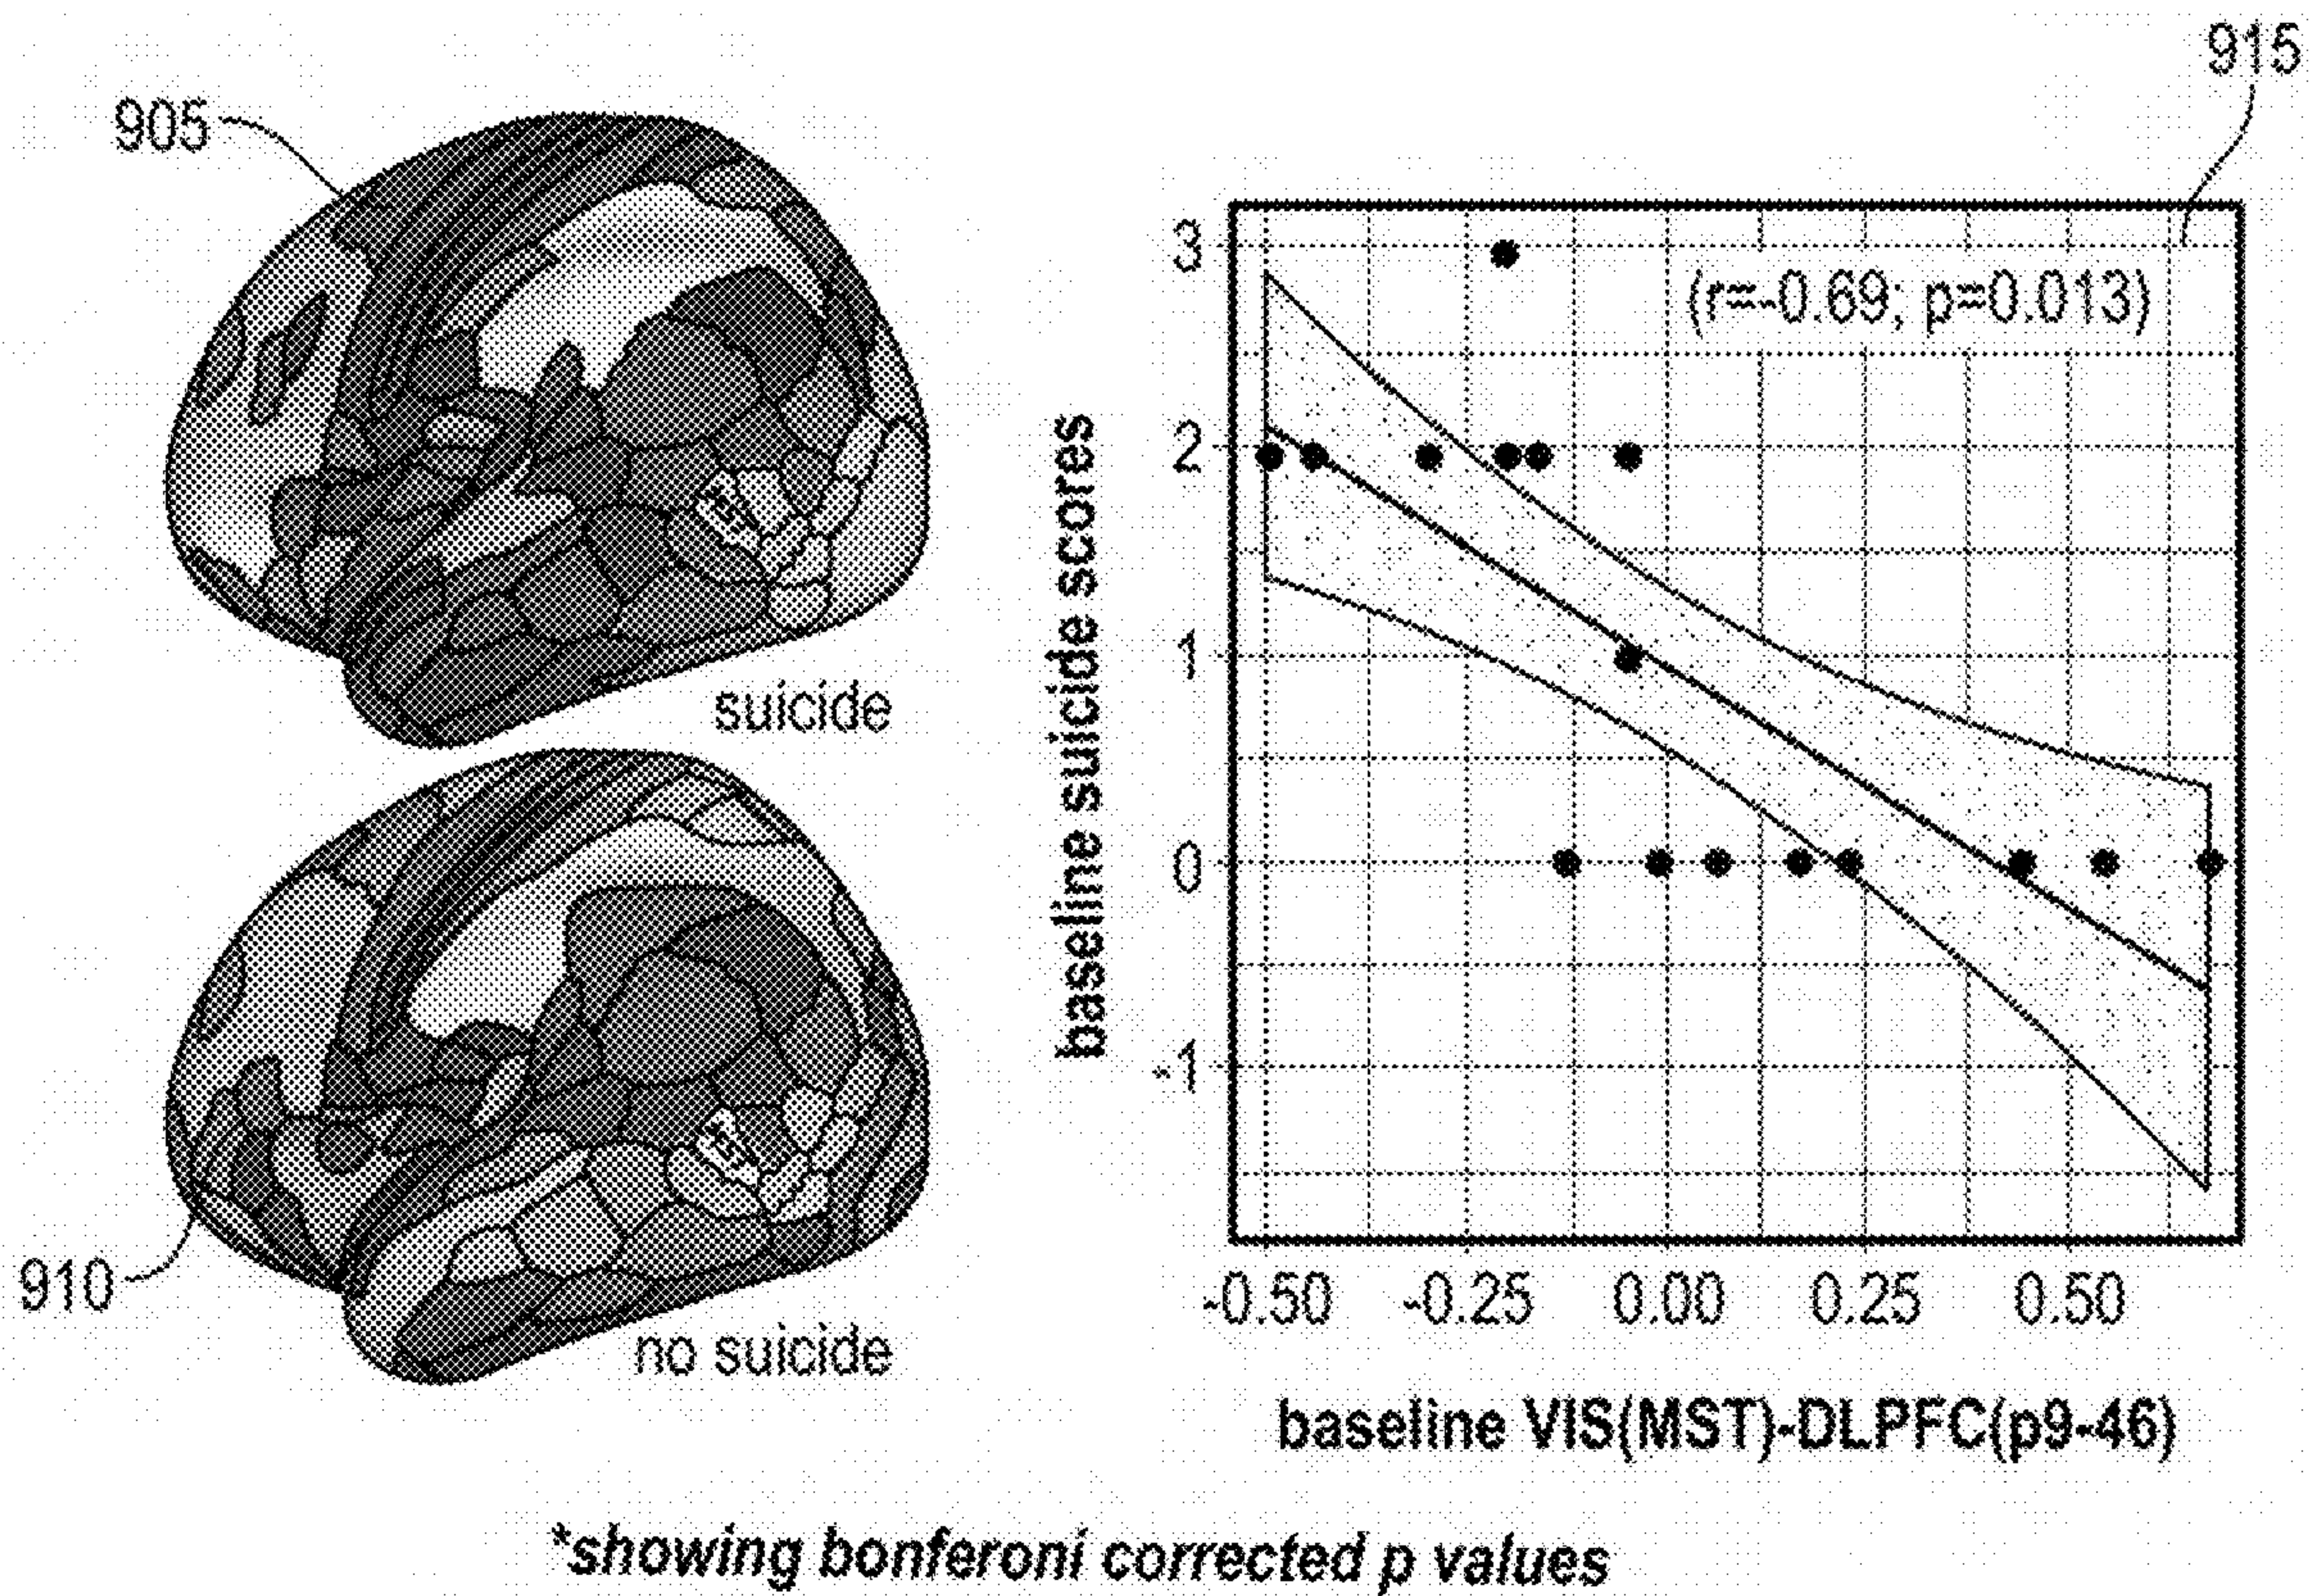 915
905
3
(r=-0.69; p=0.013)
2
1
0
-1
baseline suicide scores
suicide
910
no suicide
-0.50 -0.25 0.00 0.25 0.50
baseline VIS(MST)-DLPFC(p9-46)
*showing bonferoni corrected p values